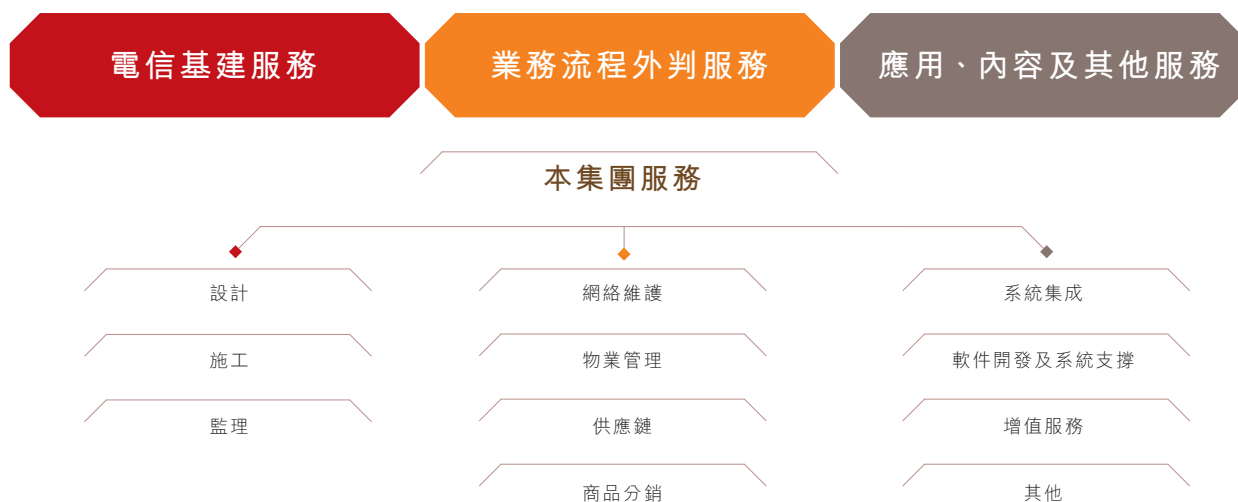 電信基建服務
業務流程外判服務
應用、內容及其他服務
本集團服務
設計
網絡維護
系統集成
施工
物業管理
軟件開發及系統支撐
監理
供應鏈
增值服務
商品分銷
其他